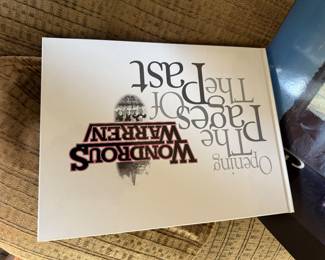 WONDROUS
WARREN!
Opening
The
Pages Of
The Past